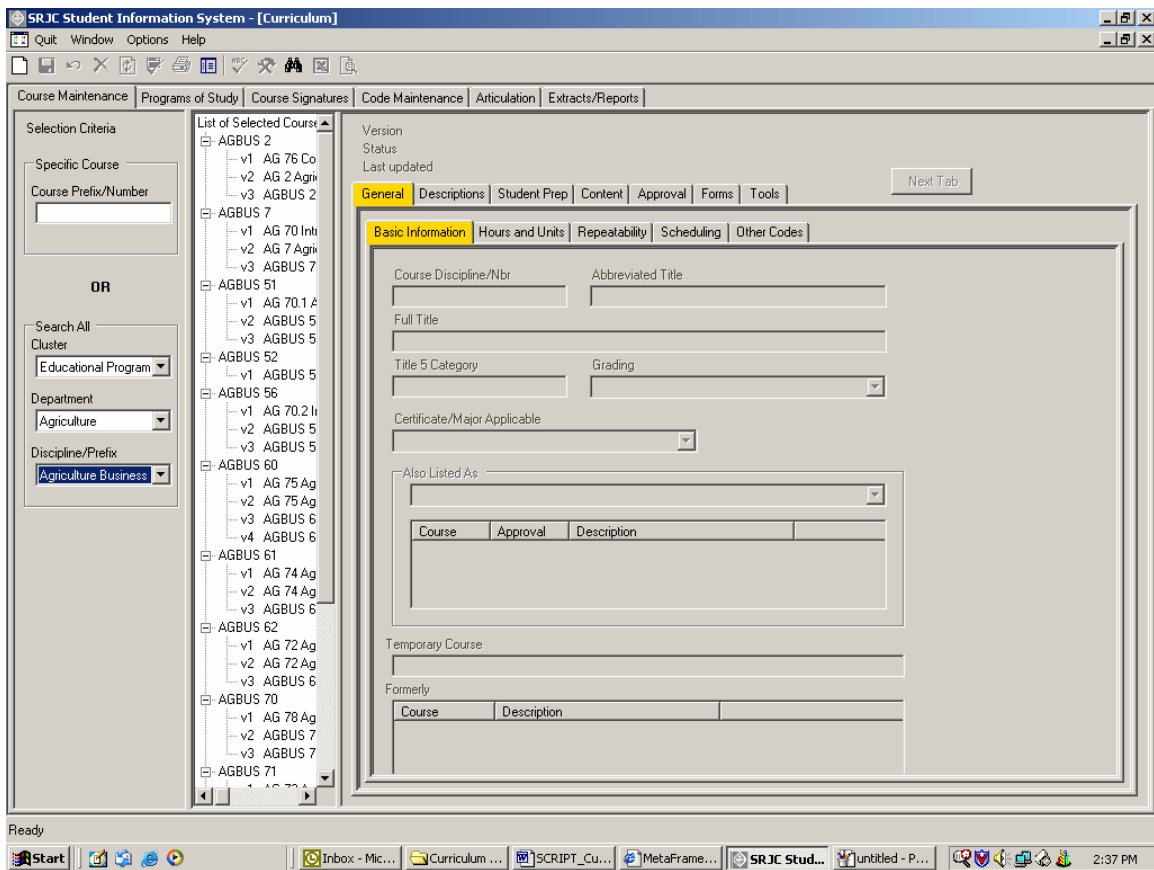 SRJC Student Information System - [Curriculum]
Quit Window Options Help
Course Maintenance Programs of Study Course Signatures Code Maintenance Articulation Extracts/Reports
Selection Criteria
Specific Course
Course Prefix/Number
OR
Search All
Cluster
Educational Program
Department
Agriculture
Discipline/Prefix
Agriculture Business
List of Selected Course
AGBUS 2
v1 AG 76 Co
v2 AG 2 Agri
v3 AGBUS 2
AGBUS 7
v1 AG 70 Int
v2 AG 7 Agri
v3 AGBUS 7
AGBUS 51
v1 AG 70.1 A
v2 AGBUS 5
v3 AGBUS 5
AGBUS 52
v1 AGBUS 5
AGBUS 56
v1 AG 70.2 I
v2 AGBUS 5
v3 AGBUS 5
AGBUS 60
v1 AG 75 Ag
v2 AG 75 Ag
v3 AGBUS 6
v4 AGBUS 6
AGBUS 61
v1 AG 74 Ag
v2 AG 74 Ag
v3 AGBUS 6
AGBUS 62
v1 AG 72 Ag
v2 AG 72 Ag
v3 AGBUS 6
AGBUS 70
v1 AG 78 Ag
v2 AGBUS 7
v3 AGBUS 7
AGBUS 71
Version
Status
Last updated
Next Tab
General Descriptions Student Prep Content Approval Forms Tools
Basic Information Hours and Units Repeatability Scheduling Other Codes
Course Discipline/Nbr Abbreviated Title
Full Title
Title 5 Category Grading
Certificate/Major Applicable
Also Listed As
Course Approval Description
Temporary Course
Formerly
Course Description
Ready
Start Inbox - Mic... Curriculum ... SCRIPT_Cu... MetaFrame... SRJC Stud... untitled - P... 2:37 PM